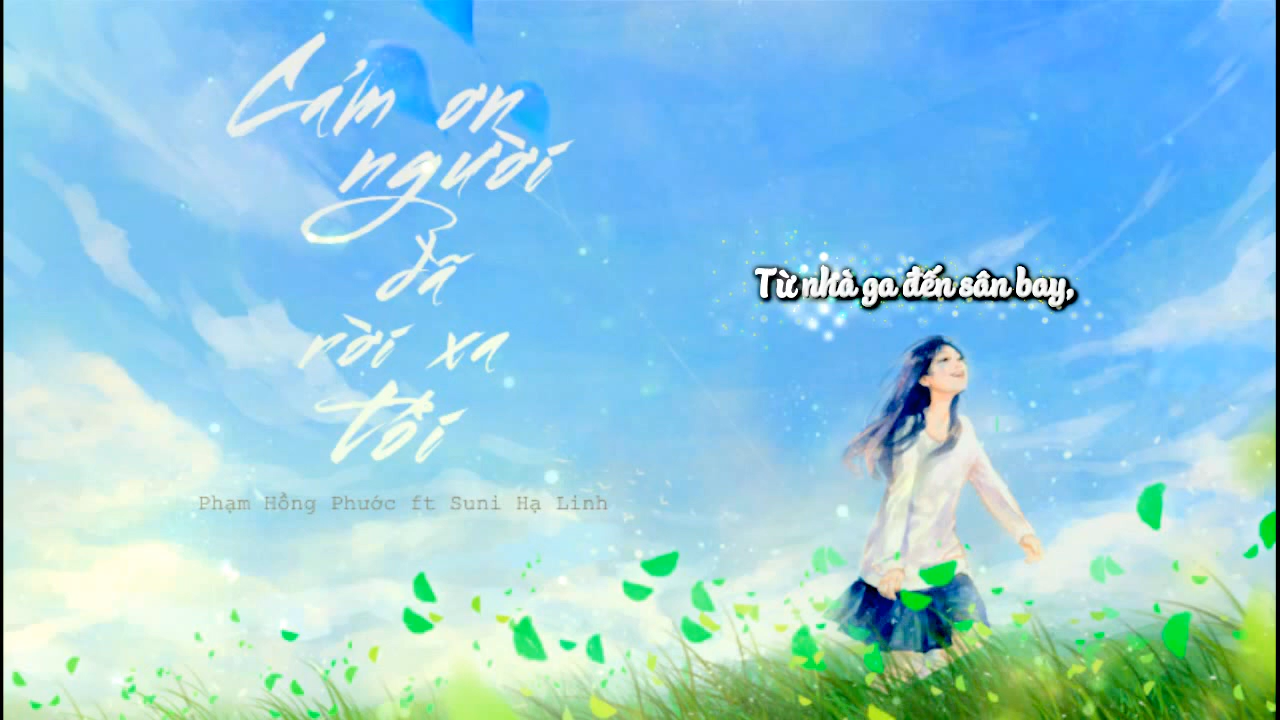 Cảm ơn
người
đã
rời xa
tôi
Phạm Hồng Phước ft Suni Hạ Linh
Từ nhà ga đến sân bay,